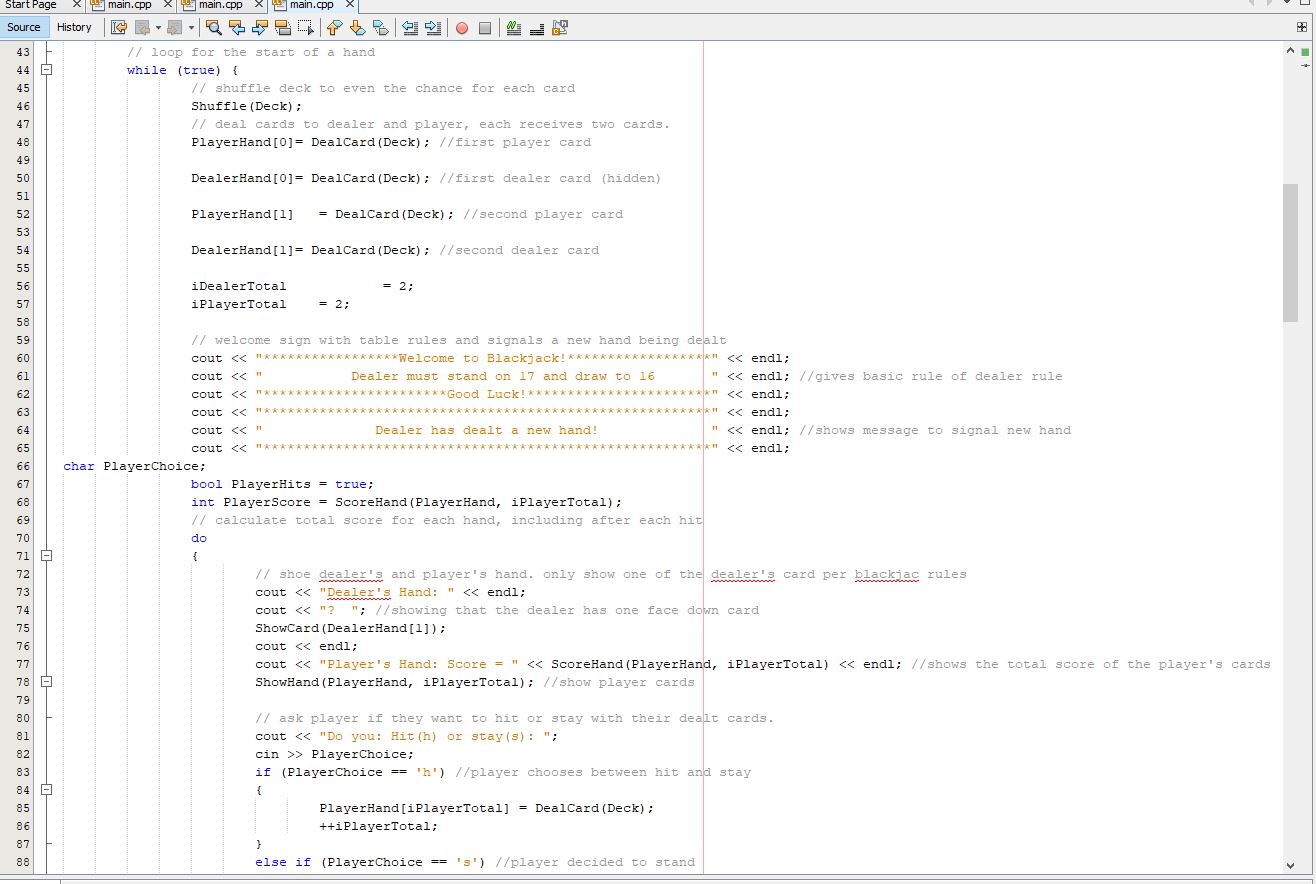 Start Page main.cpp main.cpp main.cpp
Source History
43 // loop for the start of a hand
44 while (true) {
45 // shuffle deck to even the chance for each card
46 Shuffle(Deck);
47 // deal cards to dealer and player, each receives two cards.
48 PlayerHand[0]= DealCard(Deck); //first player card
49
50 DealerHand[0]= DealCard(Deck); //first dealer card (hidden)
51
52 PlayerHand[1]   = DealCard(Deck); //second player card
53
54 DealerHand[1]= DealCard(Deck); //second dealer card
55
56 iDealerTotal            = 2;
57 iPlayerTotal    = 2;
58
59 // welcome sign with table rules and signals a new hand being dealt
60 cout << "*****************Welcome to Blackjack!******************" << endl;
61 cout << "           Dealer must stand on 17 and draw to 16       " << endl; //gives basic rule of dealer rule
62 cout << "***********************Good Luck!***********************" << endl;
63 cout << "********************************************************" << endl;
64 cout << "              Dealer has dealt a new hand!              " << endl; //shows message to signal new hand
65 cout << "********************************************************" << endl;
66 char PlayerChoice;
67 bool PlayerHits = true;
68 int PlayerScore = ScoreHand(PlayerHand, iPlayerTotal);
69 // calculate total score for each hand, including after each hit
70 do
71 {
72 // shoe dealer's and player's hand. only show one of the dealer's card per blackjac rules
73 cout << "Dealer's Hand: " << endl;
74 cout << "?  "; //showing that the dealer has one face down card
75 ShowCard(DealerHand[1]);
76 cout << endl;
77 cout << "Player's Hand: Score = " << ScoreHand(PlayerHand, iPlayerTotal) << endl; //shows the total score of the player's cards
78 ShowHand(PlayerHand, iPlayerTotal); //show player cards
79
80 // ask player if they want to hit or stay with their dealt cards.
81 cout << "Do you: Hit(h) or stay(s): ";
82 cin >> PlayerChoice;
83 if (PlayerChoice == 'h') //player chooses between hit and stay
84 {
85 PlayerHand[iPlayerTotal] = DealCard(Deck);
86 ++iPlayerTotal;
87 }
88 else if (PlayerChoice == 's') //player decided to stand